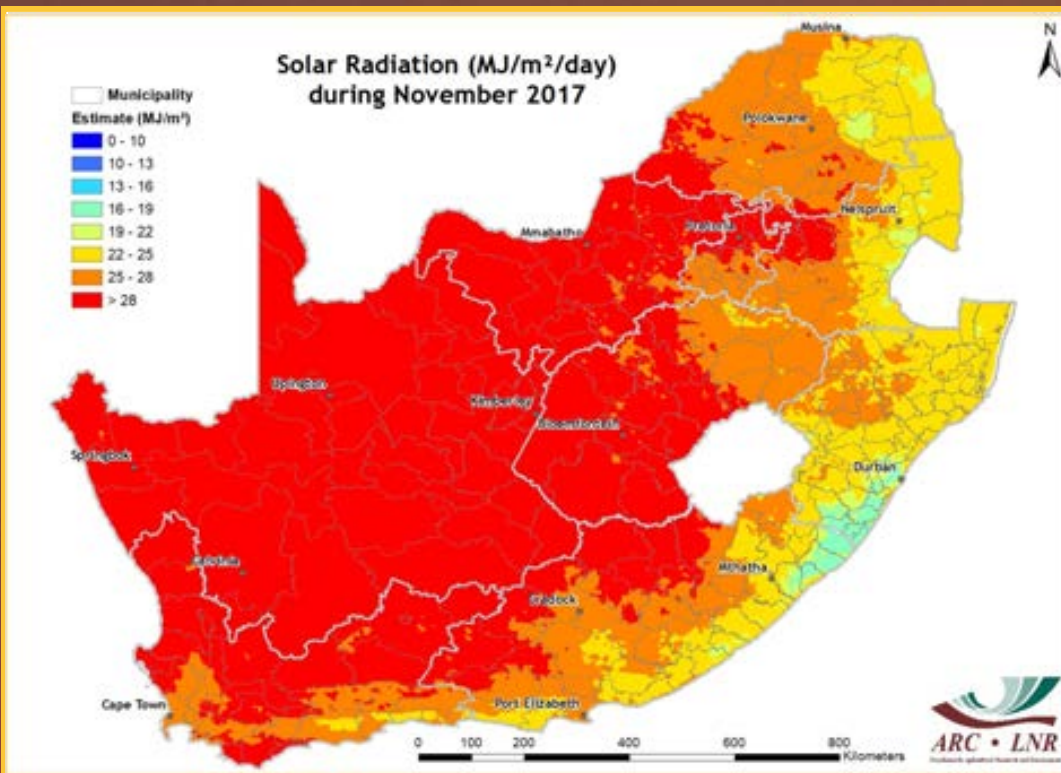 Solar Radiation (MJ/m²/day)
during November 2017
N
Municipality
Estimate (MJ/m²)
0 - 10
10 - 13
13 - 16
16 - 19
19 - 22
22 - 25
25 - 28
> 28
Musina
Polokwane
Nelspruit
Pretoria
Mmabatho
Upington
Kimberley
Bloemfontein
Springbok
Durban
Calvinia
Mthatha
Cradock
Cape Town
Port Elizabeth
0 100 200 400 600 800
Kilometers
ARC • LNR